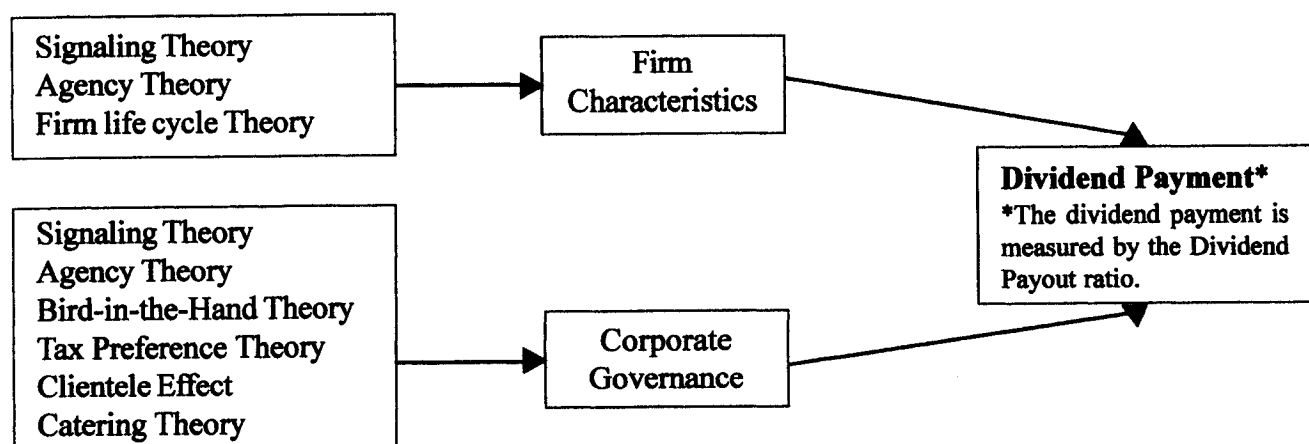 Signaling Theory
Agency Theory
Firm life cycle Theory
Firm
Characteristics
Dividend Payment*
*The dividend payment is
measured by the Dividend
Payout ratio.
Signaling Theory
Agency Theory
Bird-in-the-Hand Theory
Tax Preference Theory
Clientele Effect
Catering Theory
Corporate
Governance